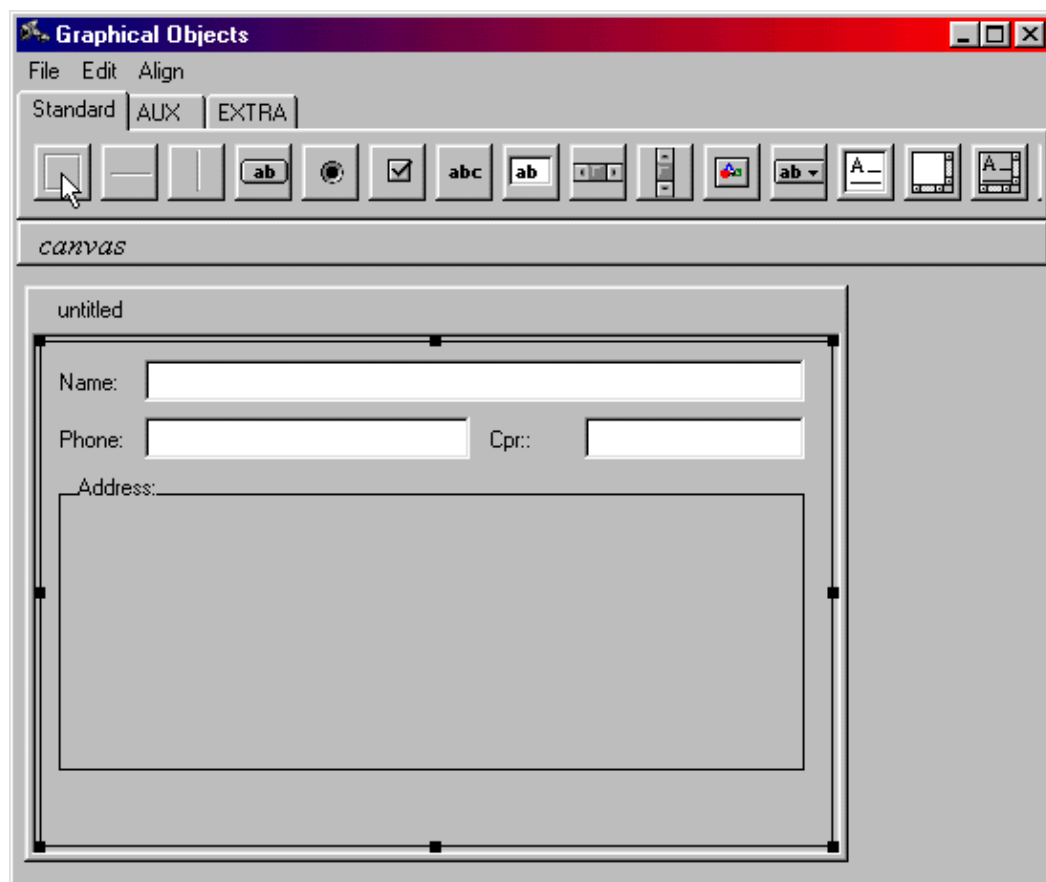 Graphical Objects
File Edit Align
Standard AUX EXTRA
ab abc ab ab A A
canvas
untitled
Name:
Phone: Cpr::
Address: